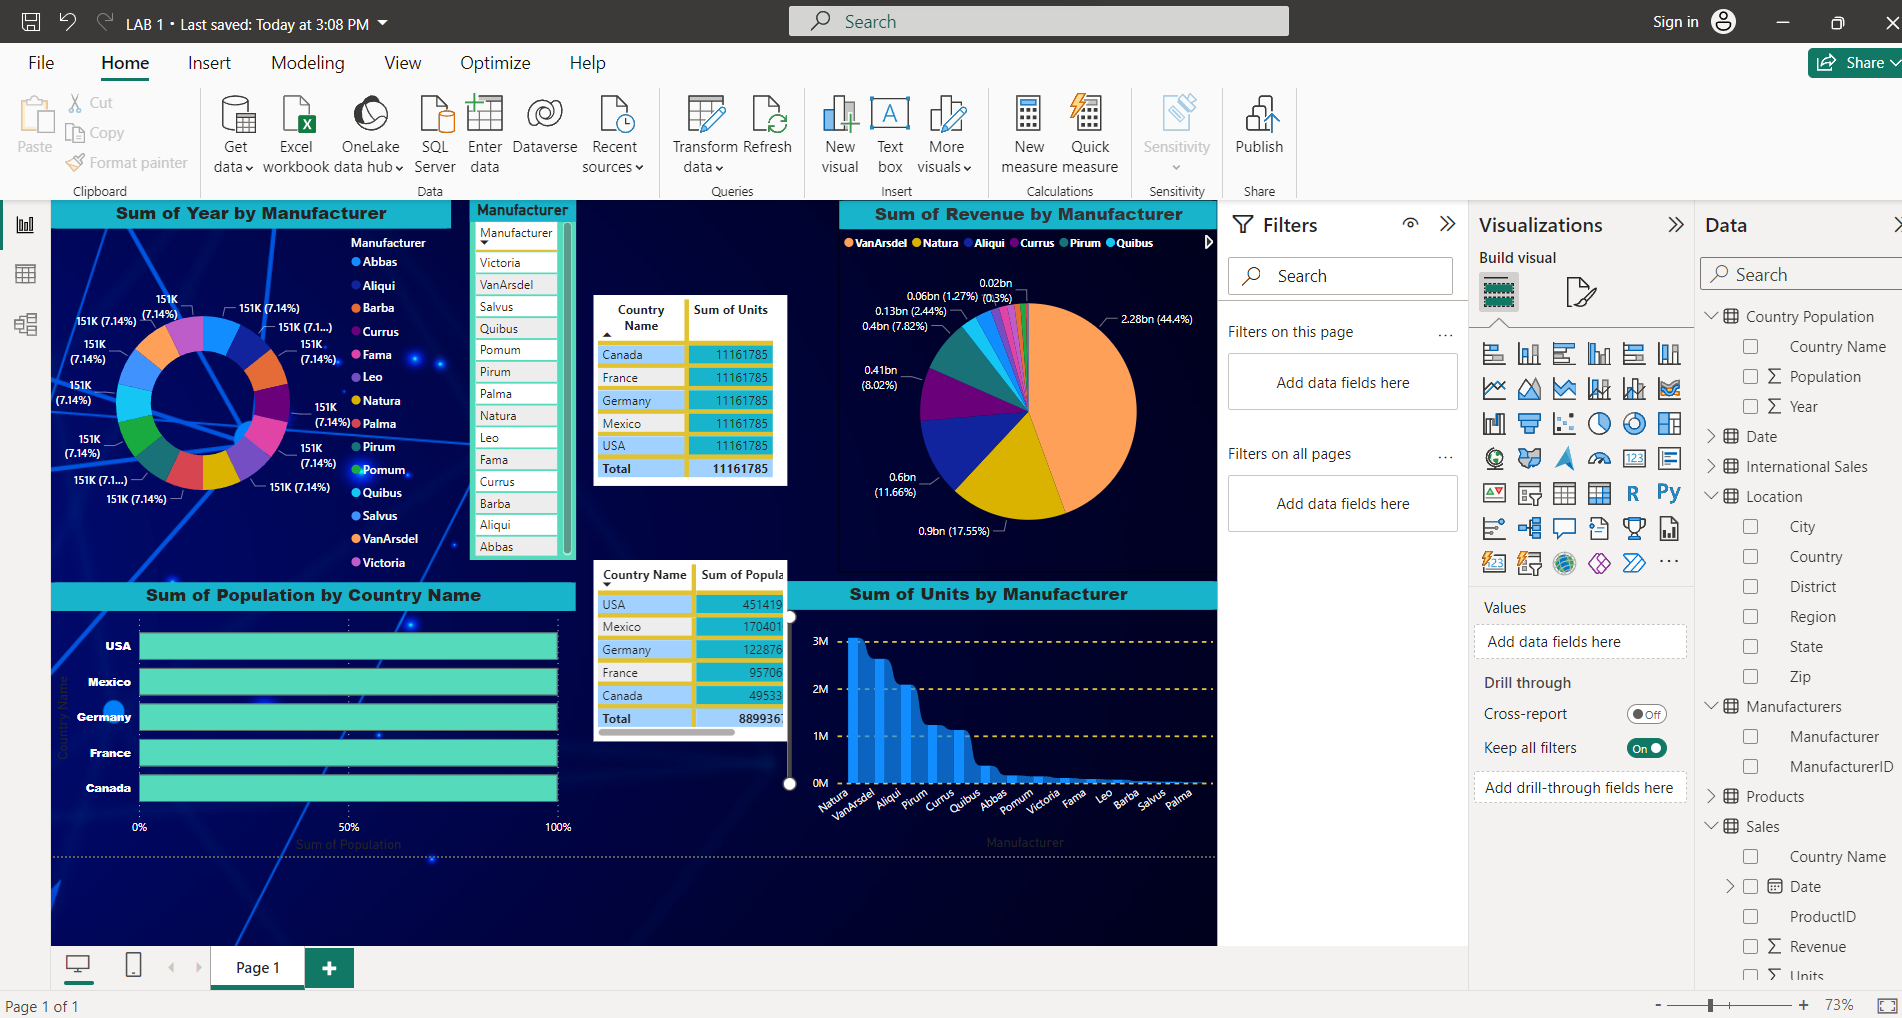 LAB 1 • Last saved: Today at 3:08 PM
Search
Sign in
File Home Insert Modeling View Optimize Help
Share
Paste
Cut
Copy
Format painter
Clipboard
Get data
Excel workbook
OneLake data hub
SQL Server
Enter data
Dataverse
Recent sources
Data
Transform data
Refresh
Queries
New visual
Text box
More visuals
Insert
New measure
Quick measure
Calculations
Sensitivity
Sensitivity
Publish
Share
Sum of Year by Manufacturer
151K (7.14%)
151K (7.1...)
151K (7.14%)
151K (7.14%)
151K (7.14%)
151K (7.14%)
151K (7.14%)
151K (7.1...)
151K (7.14%)
151K (7.14%)
151K (7.14%)
151K (7.14%)
151K (7.14%)
Manufacturer
Abbas
Aliqui
Barba
Currus
Fama
Leo
Natura
Palma
Pirum
Pomum
Quibus
Salvus
VanArsdel
Victoria
Manufacturer
Manufacturer
Victoria
VanArsdel
Salvus
Quibus
Pomum
Pirum
Palma
Natura
Leo
Fama
Currus
Barba
Aliqui
Abbas
Country Name Sum of Units
Canada 11161785
France 11161785
Germany 11161785
Mexico 11161785
USA 11161785
Total 11161785
Sum of Revenue by Manufacturer
VanArsdel Natura Aliqui Currus Pirum Quibus
2.28bn (44.4%)
0.9bn (17.55%)
0.6bn (11.66%)
0.41bn (8.02%)
0.4bn (7.82%)
0.13bn (2.44%)
0.06bn (1.27%)
0.02bn (0.3%)
Sum of Population by Country Name
Country Name
USA
Mexico
Germany
France
Canada
0% 50% 100%
Sum of Population
Country Name Sum of Popula
USA 451419
Mexico 170401
Germany 122876
France 95706
Canada 49533
Total 889936
Sum of Units by Manufacturer
3M
2M
1M
0M
Natura VanArsdel Aliqui Pirum Currus Quibus Abbas Pomum Victoria Fama Leo Barba Salvus Palma
Manufacturer
Filters
Search
Filters on this page ...
Add data fields here
Filters on all pages ...
Add data fields here
Visualizations
Build visual
123
R
Py
123
...
Values
Add data fields here
Drill through
Cross-report Off
Keep all filters On
Add drill-through fields here
Data
Search
Country Population
Country Name
Population
Year
Date
International Sales
Location
City
Country
District
Region
State
Zip
Manufacturers
Manufacturer
ManufacturerID
Products
Sales
Country Name
Date
ProductID
Revenue
Units
Page 1
Page 1 of 1
- + 73%